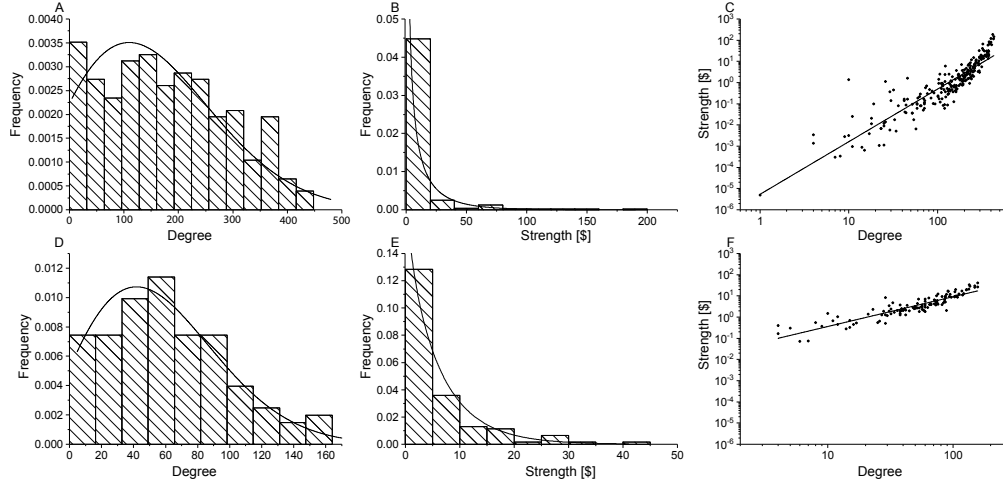 A
Frequency
0.0040
0.0035
0.0030
0.0025
0.0020
0.0015
0.0010
0.0005
0.0000
0 100 200 300 400 500
Degree
B
Frequency
0.05
0.04
0.03
0.02
0.01
0.00
0 50 100 150 200
Strength [$]
C
Strength [$]
10^3
10^2
10^1
10^0
10^-1
10^-2
10^-3
10^-4
10^-5
10^-6
1 10 100
Degree
D
Frequency
0.012
0.010
0.008
0.006
0.004
0.002
0.000
0 20 40 60 80 100 120 140 160
Degree
E
Frequency
0.14
0.12
0.10
0.08
0.06
0.04
0.02
0.00
0 10 20 30 40 50
Strength [$]
F
Strength [$]
10^3
10^2
10^1
10^0
10^-1
10^-2
10^-3
10^-4
10^-5
10^-6
10 100
Degree